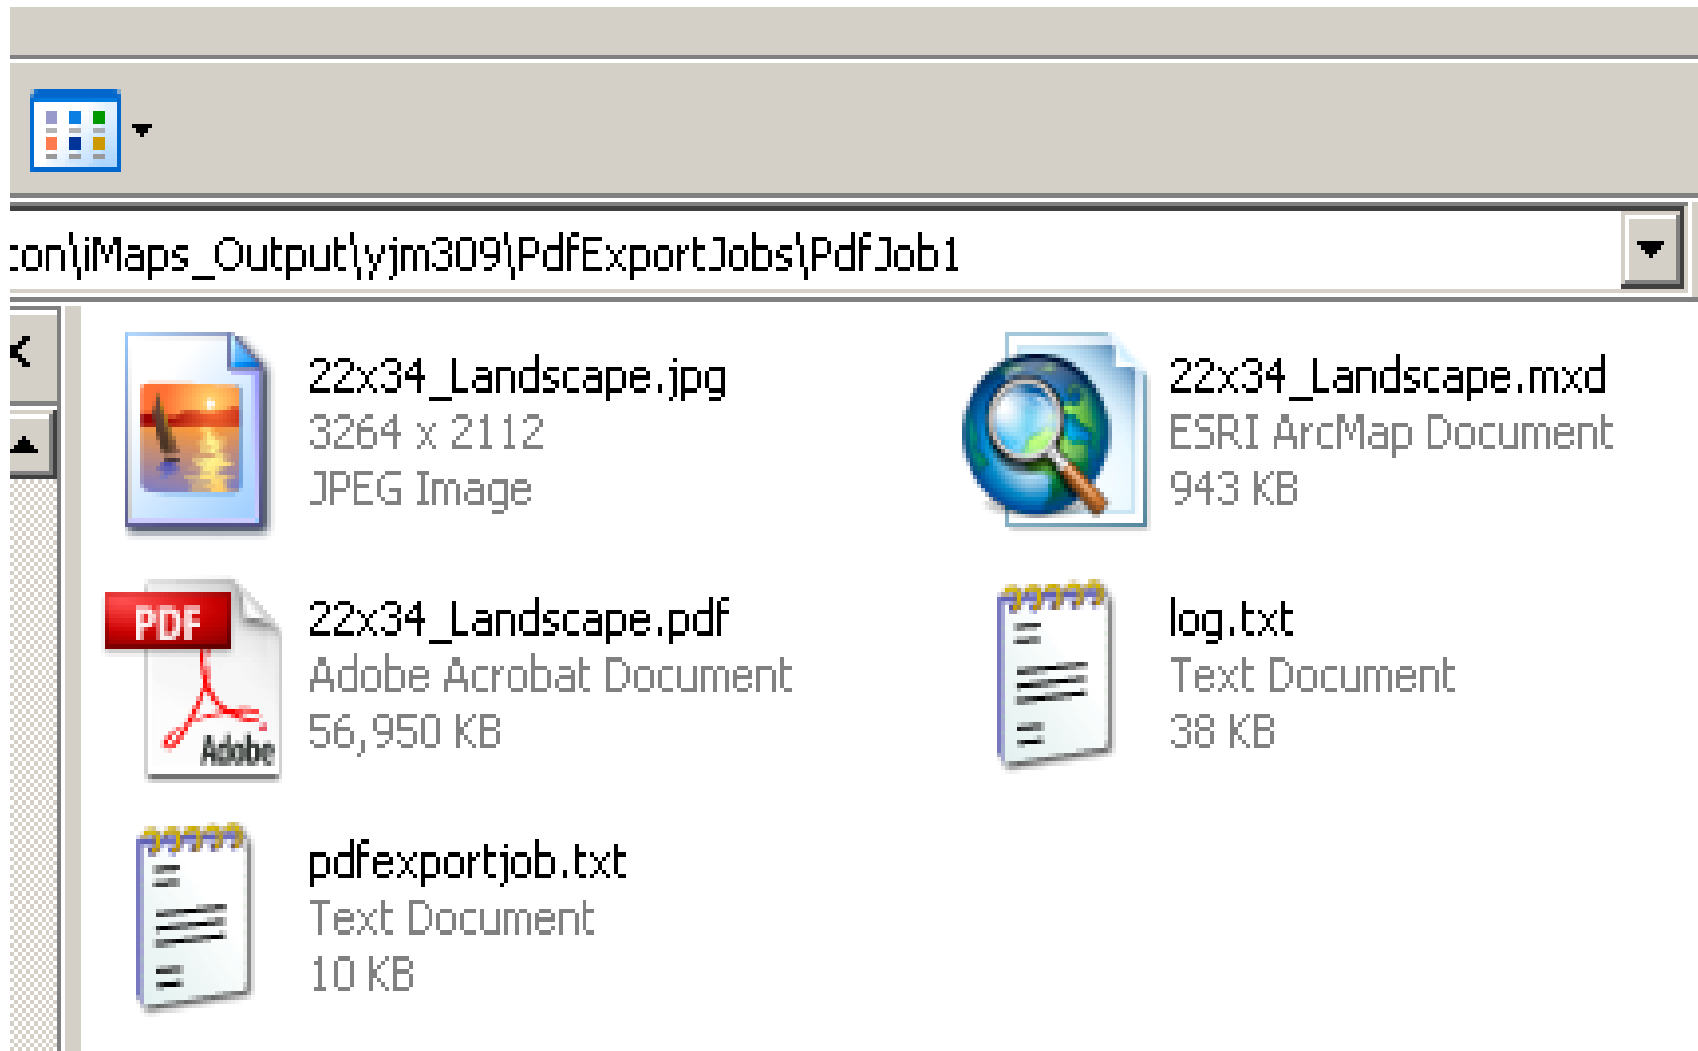 :on\iMaps_Output\yjm309\PdfExportJobs\PdfJob1
22x34_Landscape.jpg
3264 x 2112
JPEG Image
22x34_Landscape.mxd
ESRI ArcMap Document
943 KB
PDF
Adobe
22x34_Landscape.pdf
Adobe Acrobat Document
56,950 KB
log.txt
Text Document
38 KB
pdfexportjob.txt
Text Document
10 KB